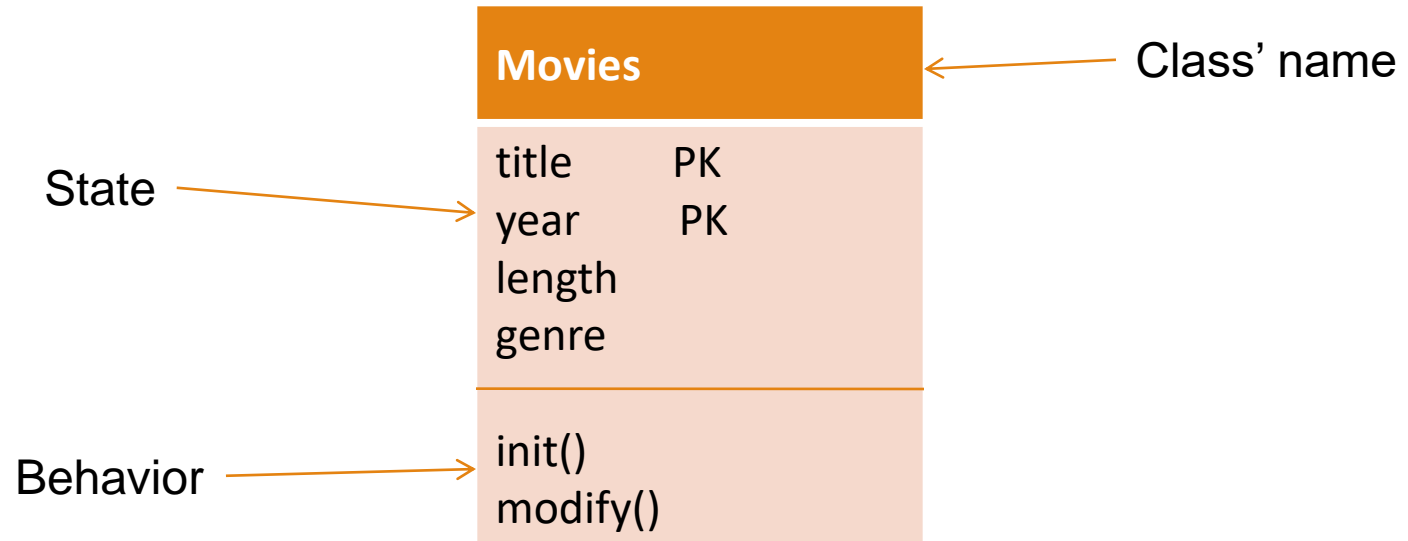 Movies
Class’ name
State
title PK
year PK
length
genre
Behavior
init()
modify()